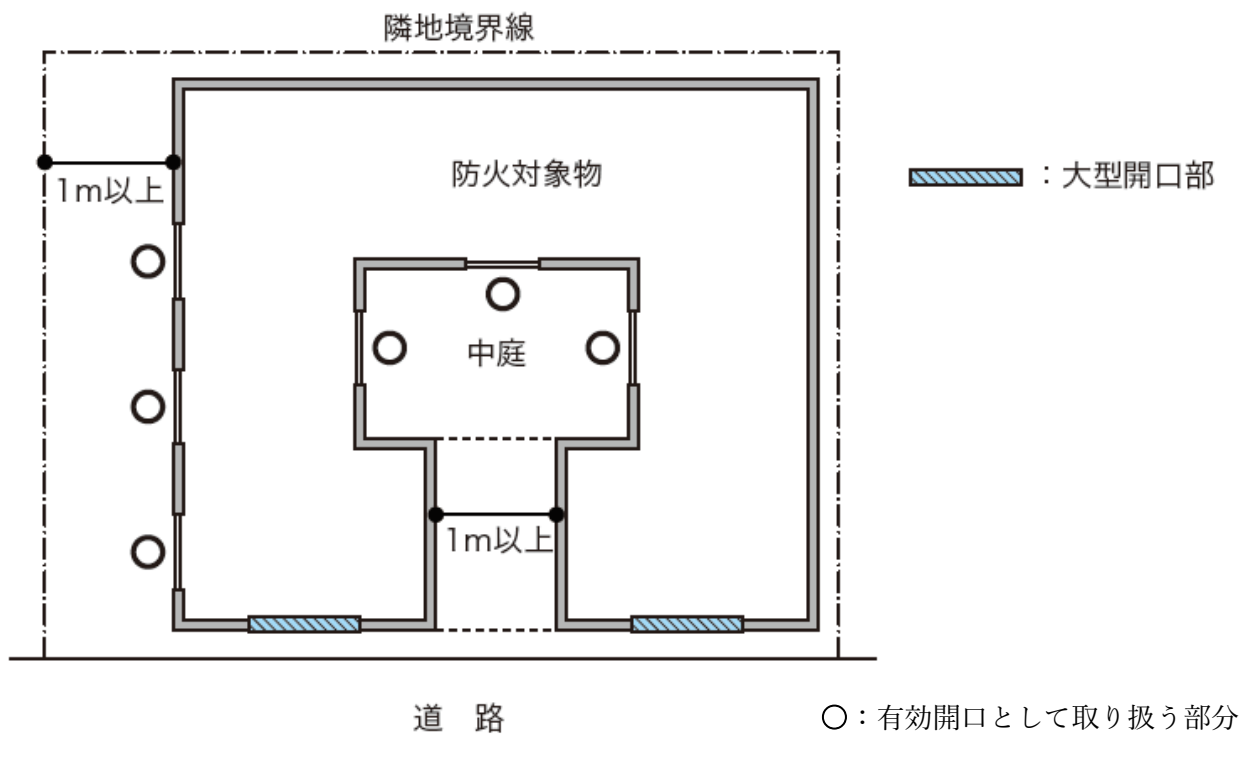 隣地境界線
1m以上
防火対象物
：大型開口部
中庭
1m以上
道　路
○：有効開口として取り扱う部分